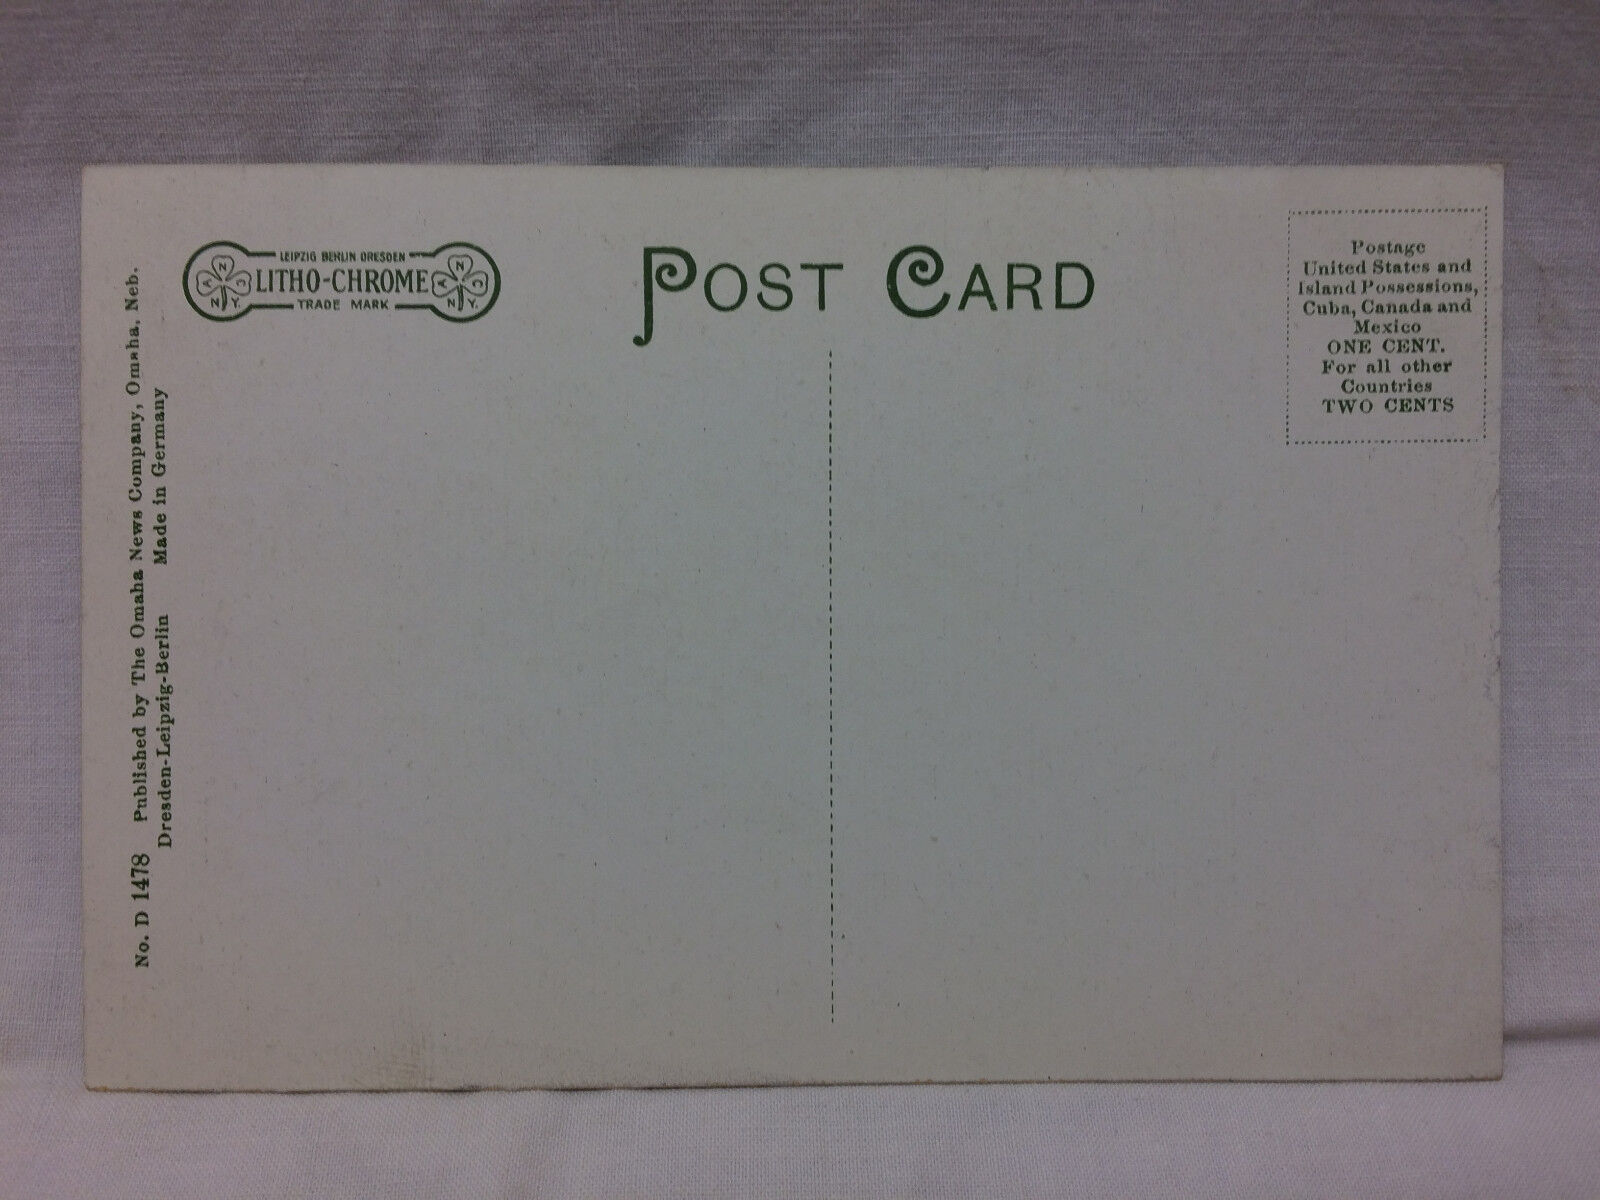 LEIPZIG BERLIN DRESDEN
LITHO-CHROME
TRADE MARK
A N C
N Y.
A N C
N Y.
POST CARD
Postage
United States and
Island Possessions,
Cuba, Canada and
Mexico
ONE CENT.
For all other
Countries
TWO CENTS
No. D 1478 Published by The Omaha News Company, Omaha, Neb.
Dresden-Leipzig-Berlin Made in Germany